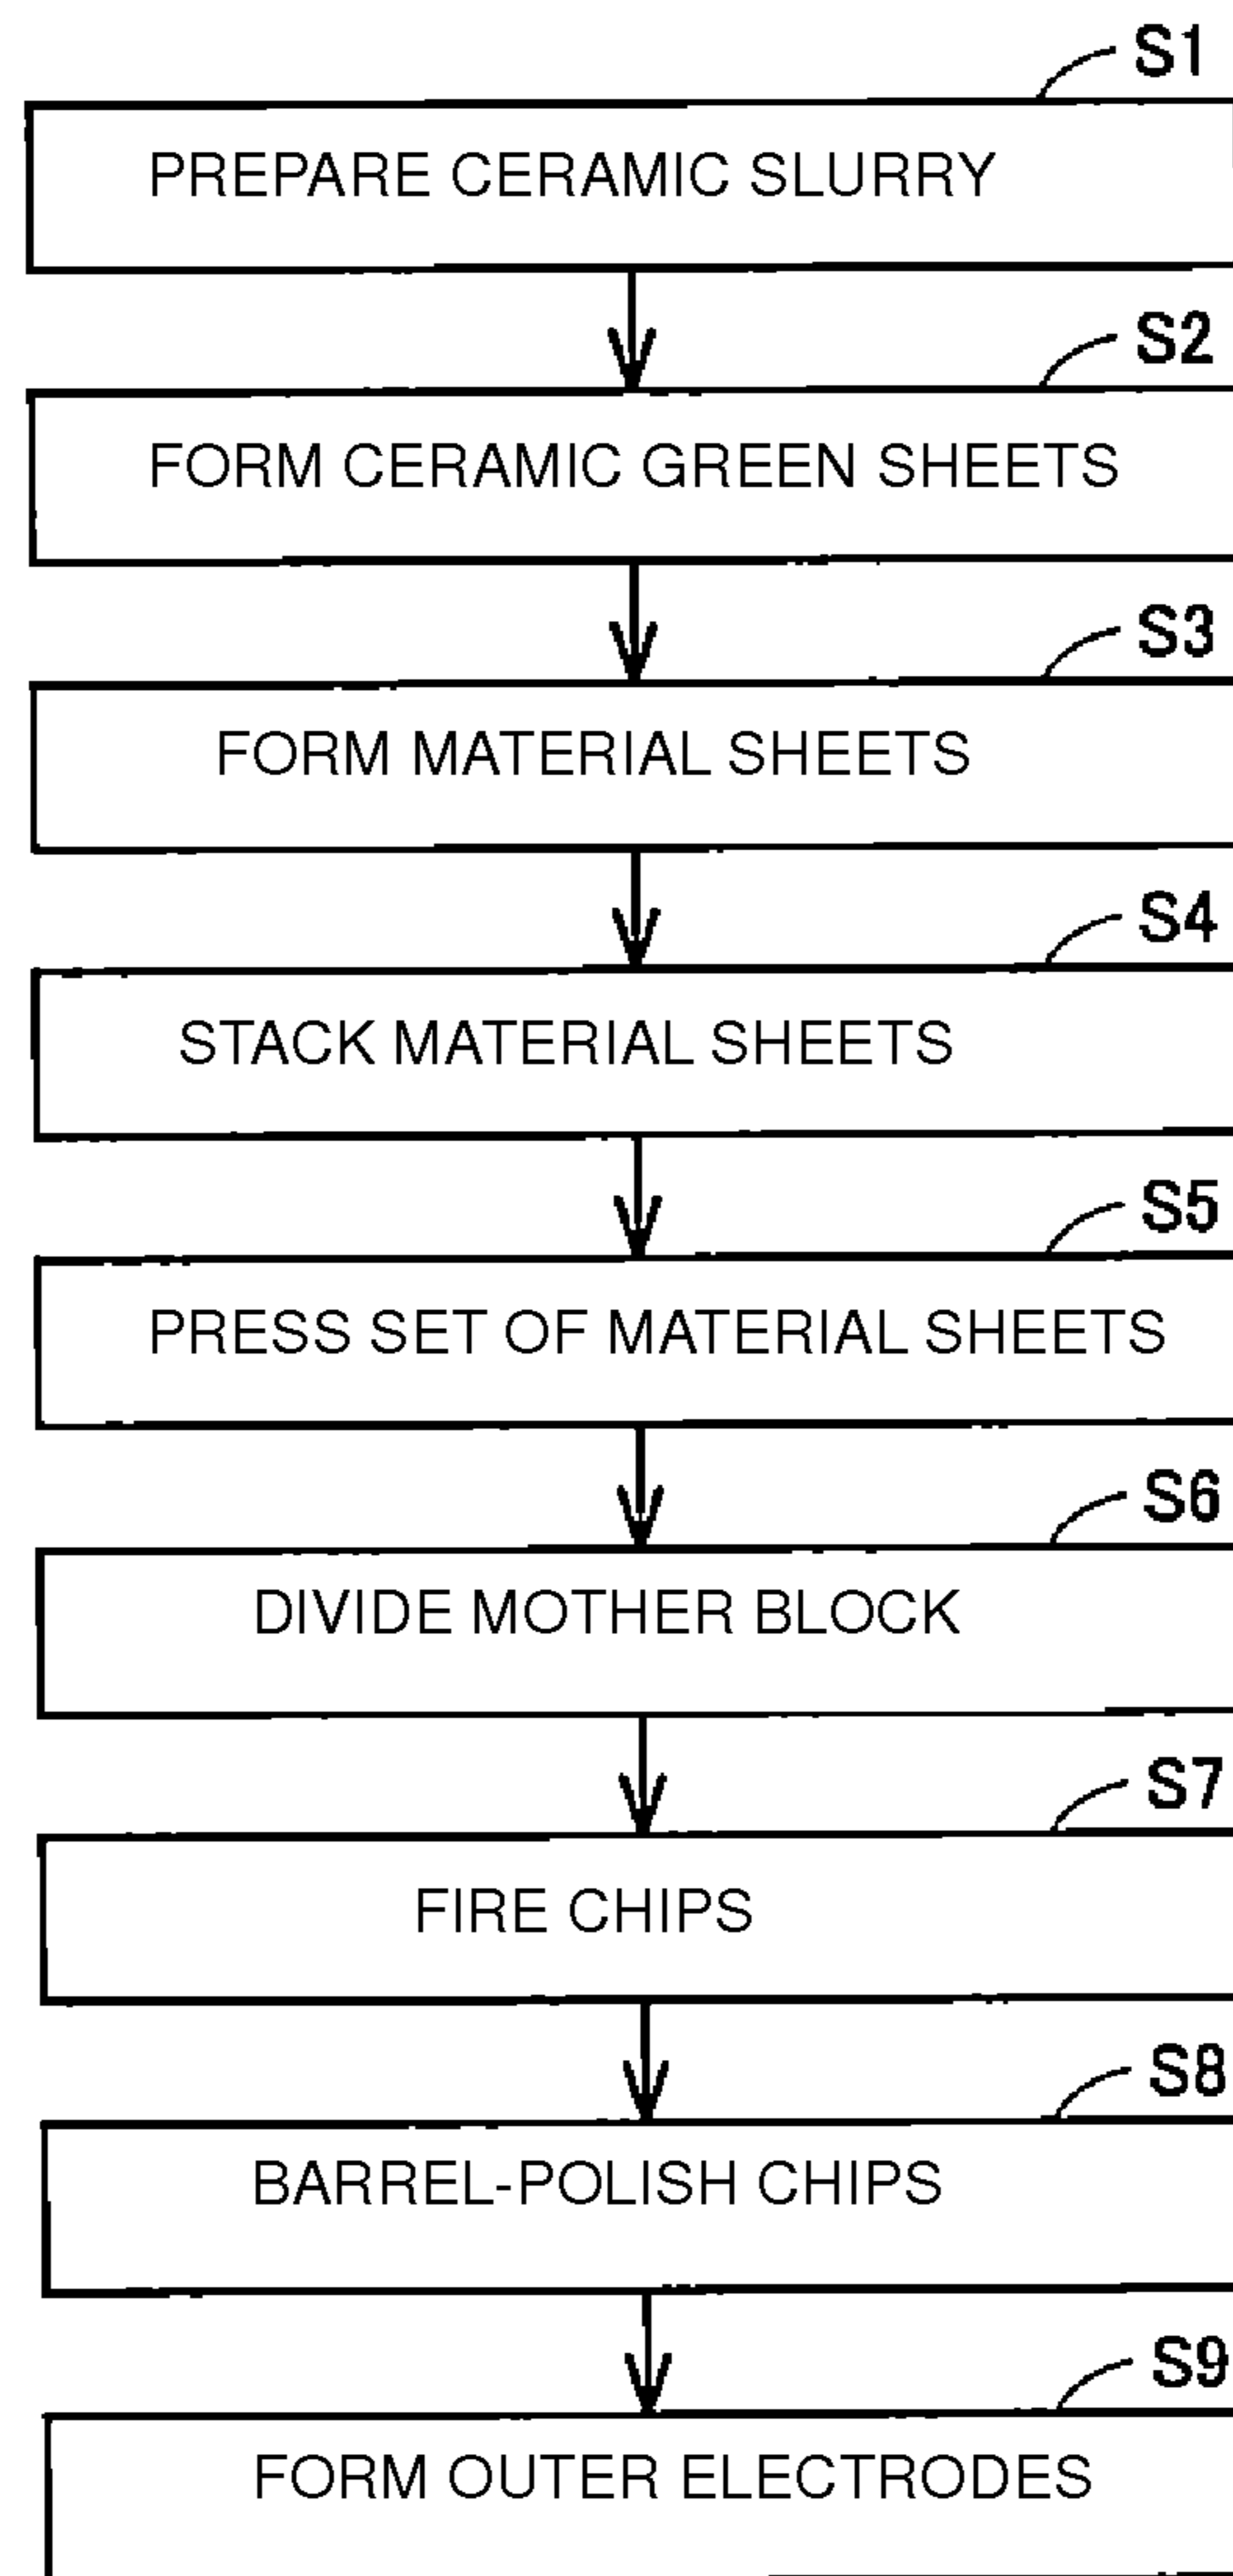 S1
PREPARE CERAMIC SLURRY
S2
FORM CERAMIC GREEN SHEETS
S3
FORM MATERIAL SHEETS
S4
STACK MATERIAL SHEETS
S5
PRESS SET OF MATERIAL SHEETS
S6
DIVIDE MOTHER BLOCK
S7
FIRE CHIPS
S8
BARREL-POLISH CHIPS
S9
FORM OUTER ELECTRODES